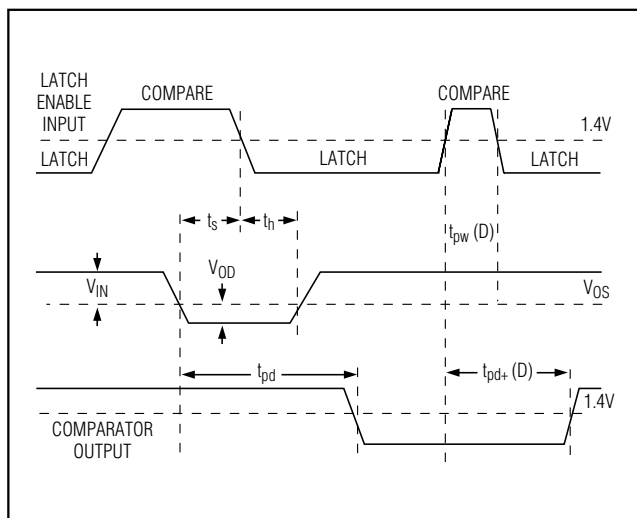 LATCH
ENABLE
INPUT
COMPARE
COMPARE
1.4V
LATCH
LATCH
LATCH
ts
th
tpw (D)
VOD
VIN
VOS
tpd
tpd+ (D)
1.4V
COMPARATOR
OUTPUT